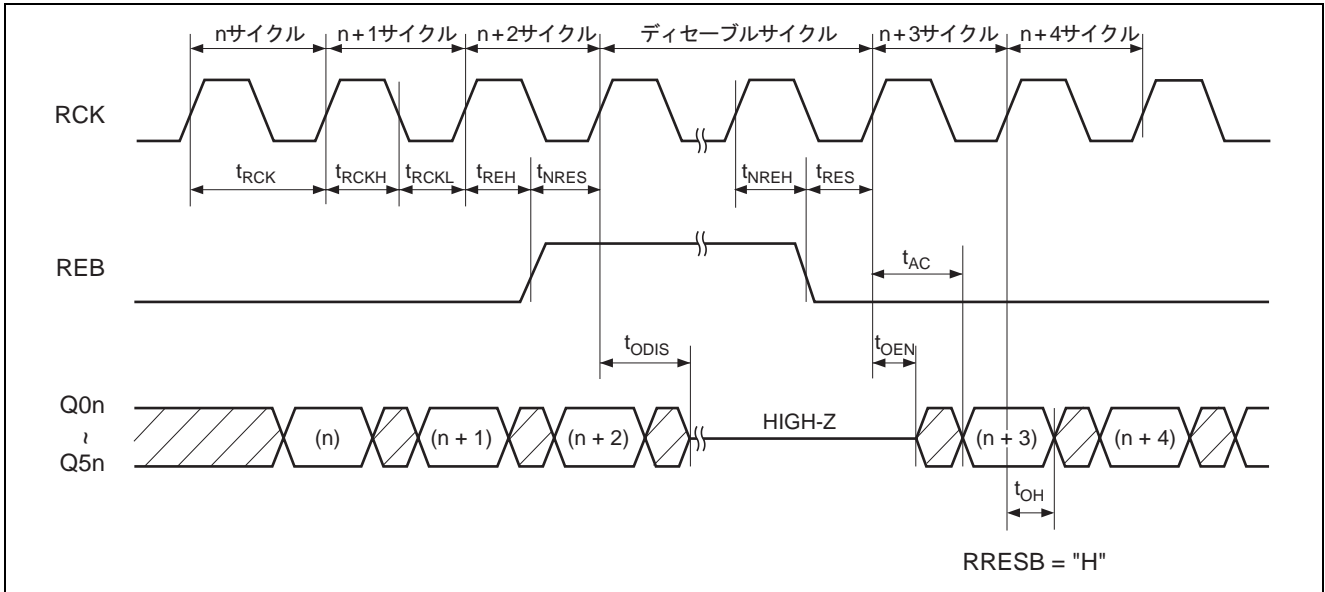 nサイクル n + 1サイクル n + 2サイクル ディセーブルサイクル n + 3サイクル n + 4サイクル
RCK
tRCK tRCKH tRCKL tREH tNRES tNREH tRES
REB
tAC
tODIS tOEN
Q0n
~
Q5n
(n) (n + 1) (n + 2) HIGH-Z (n + 3) (n + 4)
tOH
RRESB = "H"